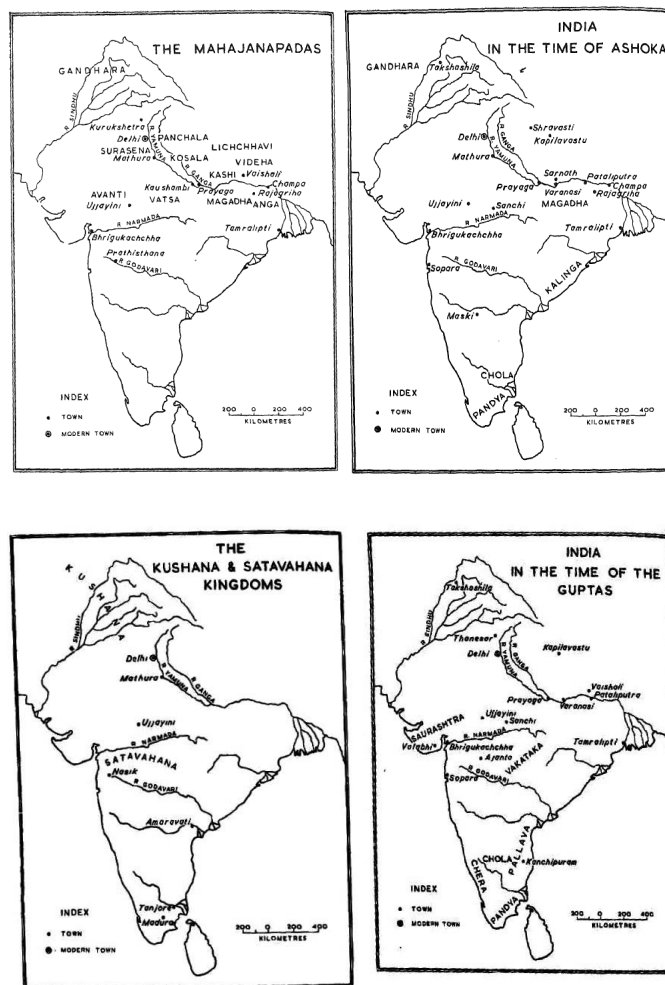 THE MAHAJANAPADAS
GANDHARA
R. SINDHU
Kurukshetra
Delhi
R. YAMUNA
PANCHALA
SURASENA
Mathura
LICHCHHAVI
KOSALA
VIDEHA
R. GANGA
KASHI
Vaishali
AVANTI
Ujjayini
Kaushambi
VATSA
Prayaga
Champa
Rajagriha
MAGADHA
ANGA
R. NARMADA
Bhrigukachchha
Tamralipti
Prathisthana
R. GODAVARI
INDEX
TOWN
MODERN TOWN
200 0 200 400
KILOMETRES
INDIA
IN THE TIME OF ASHOKA
GANDHARA
Takshashila
R. SINDHU
Delhi
R. GANGA
R. YAMUNA
Mathura
Shravasti
Kapilavastu
Prayaga
Sarnath
Varanasi
Pataliputra
Champa
Rajagriha
MAGADHA
Ujjayini
Sanchi
R. NARMADA
Bhrigukachchha
Tamralipti
Sopara
R. GODAVARI
KALINGA
Maski
CHOLA
PANDYA
INDEX
TOWN
MODERN TOWN
200 0 200 400
KILOMETRES
THE
KUSHANA & SATAVAHANA
KINGDOMS
KUSHANA
R. SINDHU
Delhi
Mathura
R. YAMUNA
R. GANGA
Ujjayini
R. NARMADA
SATAVAHANA
Nasik
R. GODAVARI
Amaravati
Tanjore
Madurai
INDEX
TOWN
MODERN TOWN
200 0 200 400
KILOMETRES
INDIA
IN THE TIME OF THE
GUPTAS
Takshashila
R. SINDHU
Thanesar
Delhi
R. YAMUNA
R. GANGA
Kapilavastu
Prayaga
Varanasi
Vaishali
Pataliputra
SAURASHTRA
Ujjayini
Sanchi
Valabhi
R. NARMADA
Bhrigukachchha
Ajanta
VAKATAKA
Tamralipti
Sopara
R. GODAVARI
PALLAVA
CHOLA
Kanchipuram
CHERA
PANDYA
INDEX
TOWN
MODERN TOWN
200 0 200 400
KILOMETRES